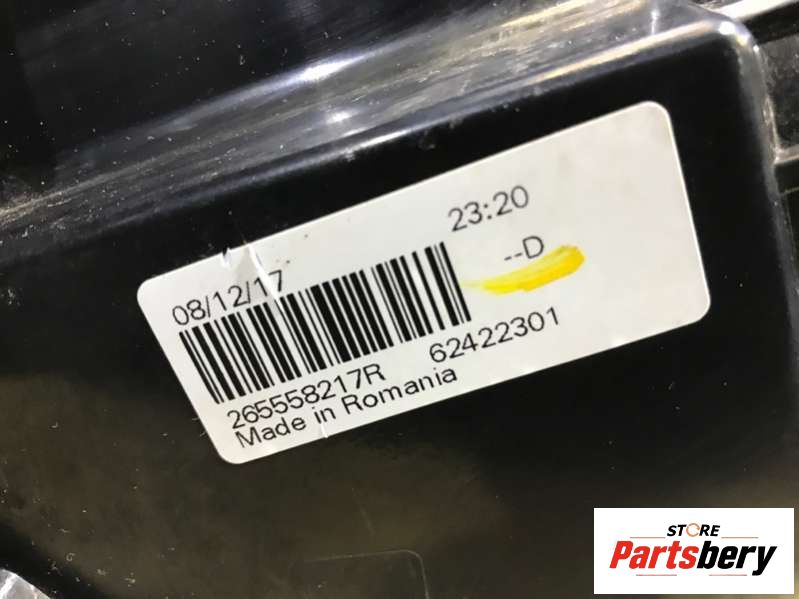 23:20
08/12/17
--D
265558217R 62422301
Made in Romania
STORE
Partsbery